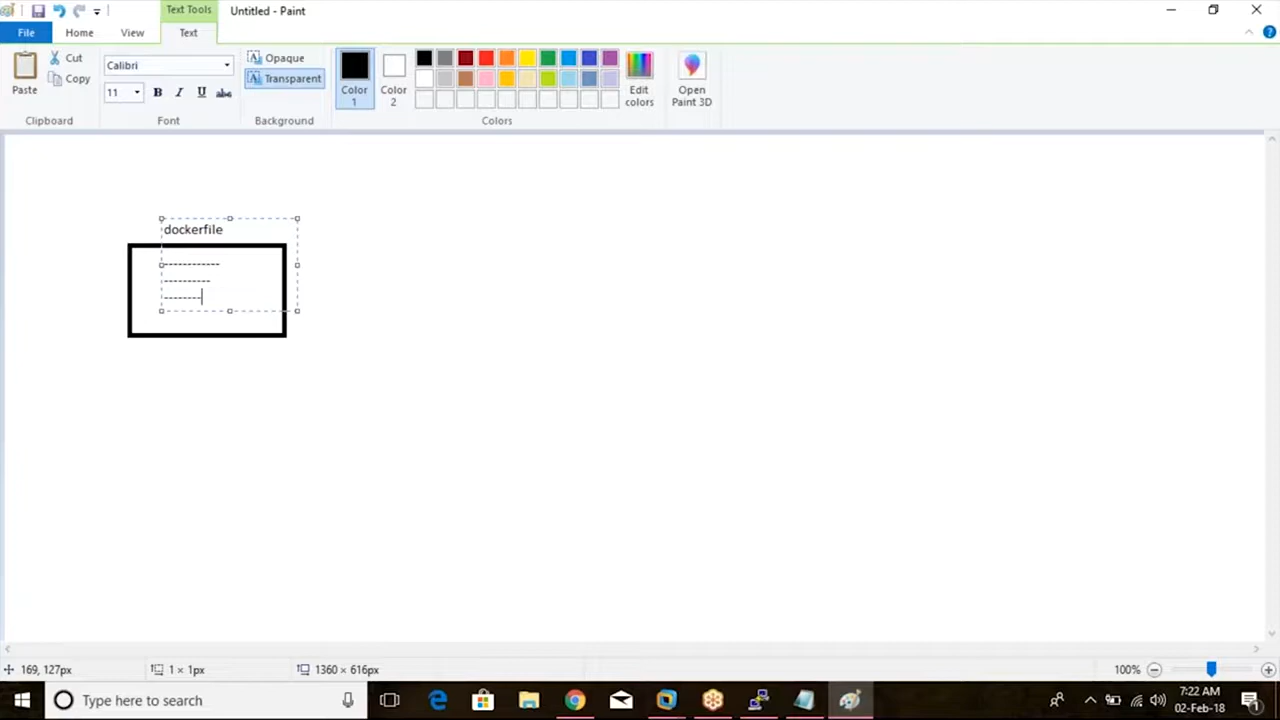 Text Tools
Untitled - Paint
File
Home
View
Text
Paste
Cut
Copy
Clipboard
Calibri
11
B I U abc
Font
Opaque
Transparent
Background
Color 1
Color 2
Edit colors
Colors
Open Paint 3D
dockerfile
------------
----------
--------
169, 127px
1 × 1px
1360 × 616px
100%
Type here to search
7:22 AM
02-Feb-18
1